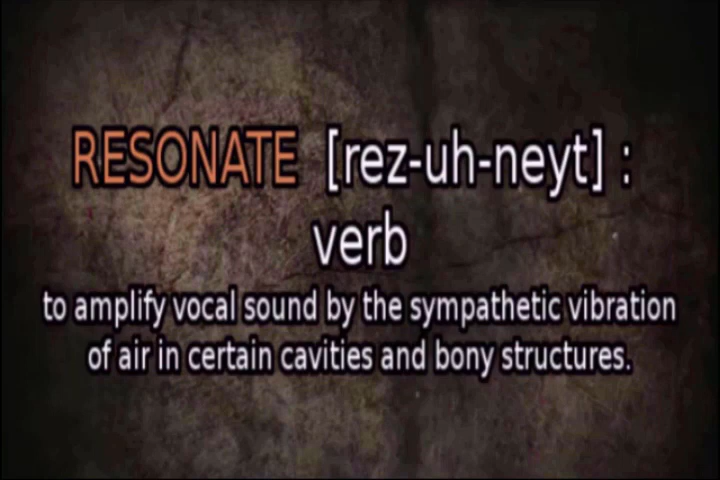 RESONATE [rez-uh-neyt] :
verb
to amplify vocal sound by the sympathetic vibration
of air in certain cavities and bony structures.